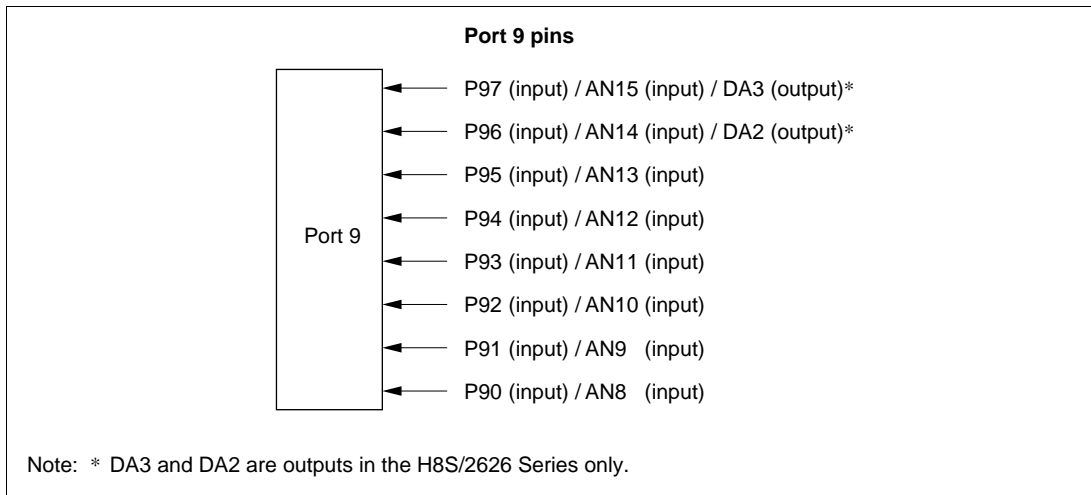 Port 9 pins
P97 (input) / AN15 (input) / DA3 (output)*
P96 (input) / AN14 (input) / DA2 (output)*
P95 (input) / AN13 (input)
P94 (input) / AN12 (input)
Port 9
P93 (input) / AN11 (input)
P92 (input) / AN10 (input)
P91 (input) / AN9 (input)
P90 (input) / AN8 (input)
Note: * DA3 and DA2 are outputs in the H8S/2626 Series only.